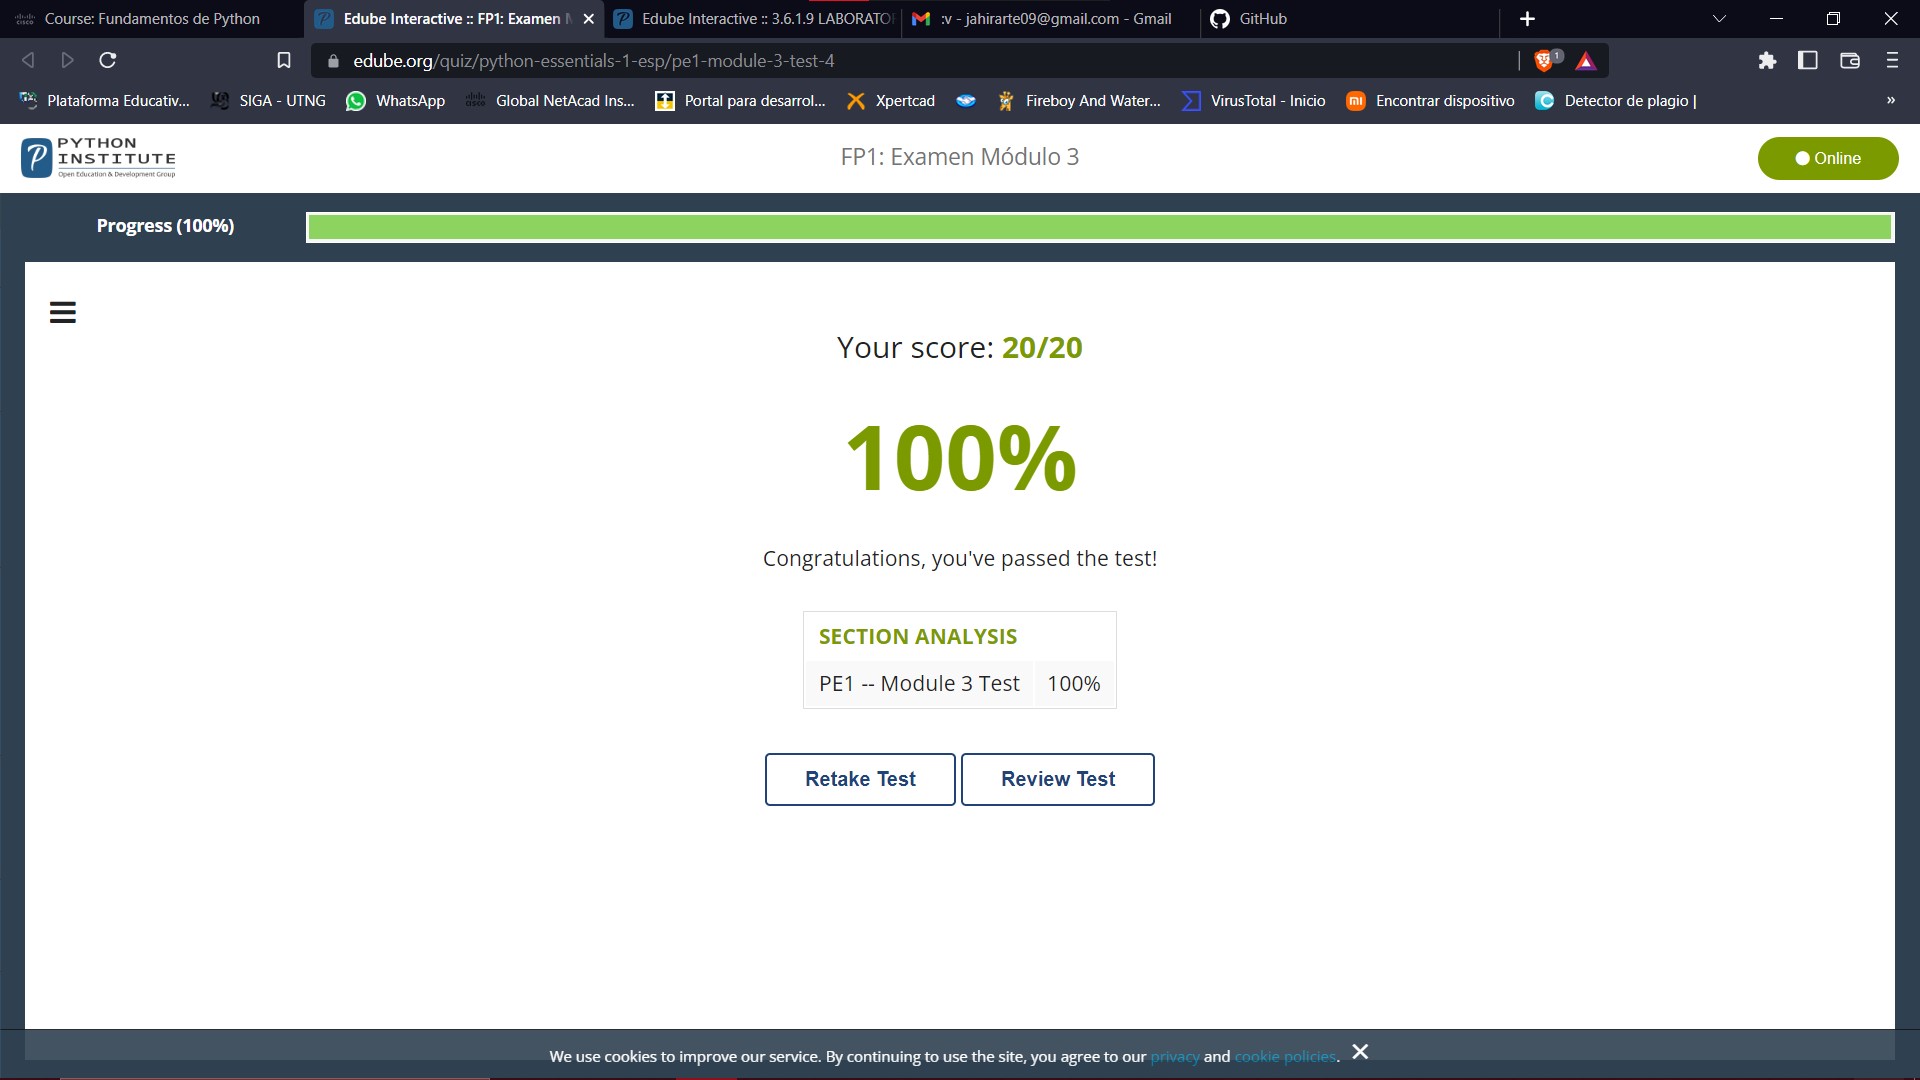 Course: Fundamentos de Python
Edube Interactive :: FP1: Examen M
Edube Interactive :: 3.6.1.9 LABORATO
:v - jahirarte09@gmail.com - Gmail
GitHub
edube.org/quiz/python-essentials-1-esp/pe1-module-3-test-4
1
Plataforma Educativ...
SIGA - UTNG
WhatsApp
Global NetAcad Ins...
Portal para desarrol...
Xpertcad
Fireboy And Water...
VirusTotal - Inicio
Encontrar dispositivo
Detector de plagio |
»
PYTHON
INSTITUTE
Open Education & Development Group
FP1: Examen Módulo 3
Online
Progress (100%)
Your score: 20/20
100%
Congratulations, you've passed the test!
SECTION ANALYSIS
PE1 -- Module 3 Test 100%
Retake Test
Review Test
We use cookies to improve our service. By continuing to use the site, you agree to our privacy and cookie policies.